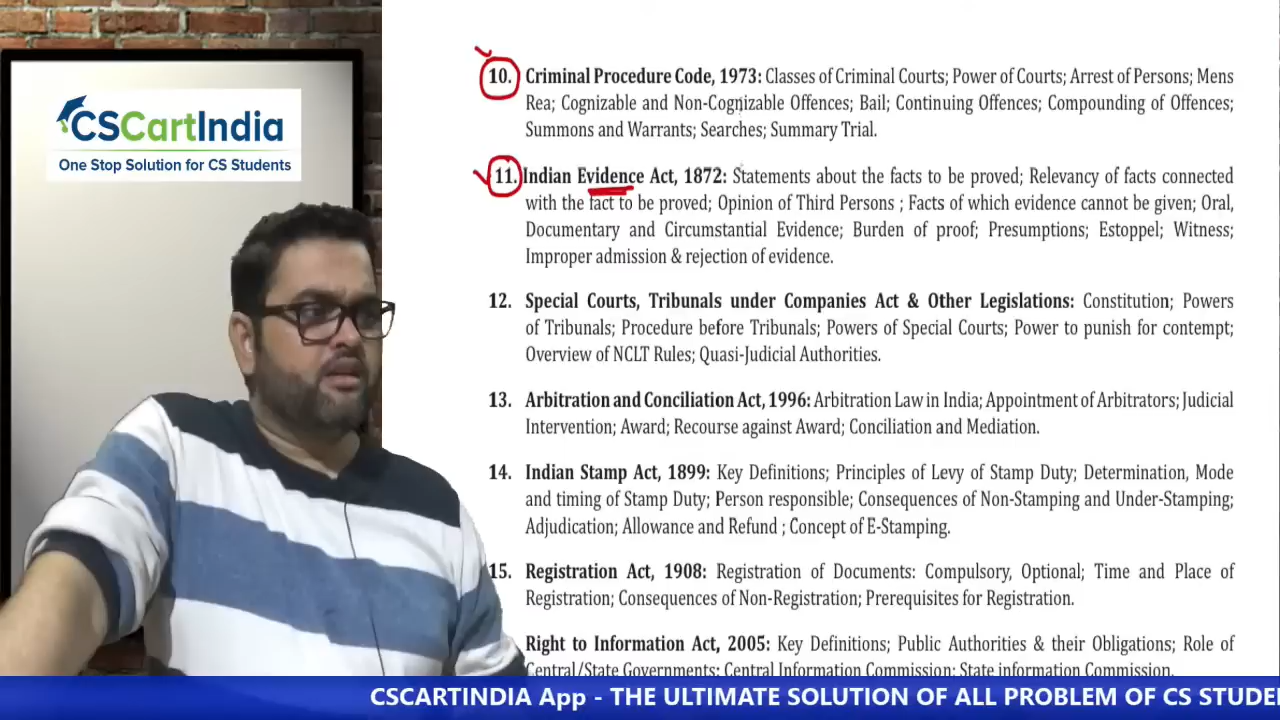 CSCartIndia
One Stop Solution for CS Students
10. Criminal Procedure Code, 1973: Classes of Criminal Courts; Power of Courts; Arrest of Persons; Mens
Rea; Cognizable and Non-Cognizable Offences; Bail; Continuing Offences; Compounding of Offences;
Summons and Warrants; Searches; Summary Trial.
11. Indian Evidence Act, 1872: Statements about the facts to be proved; Relevancy of facts connected
with the fact to be proved; Opinion of Third Persons ; Facts of which evidence cannot be given; Oral,
Documentary and Circumstantial Evidence; Burden of proof; Presumptions; Estoppel; Witness;
Improper admission & rejection of evidence.
12. Special Courts, Tribunals under Companies Act & Other Legislations: Constitution; Powers
of Tribunals; Procedure before Tribunals; Powers of Special Courts; Power to punish for contempt;
Overview of NCLT Rules; Quasi-Judicial Authorities.
13. Arbitration and Conciliation Act, 1996: Arbitration Law in India; Appointment of Arbitrators; Judicial
Intervention; Award; Recourse against Award; Conciliation and Mediation.
14. Indian Stamp Act, 1899: Key Definitions; Principles of Levy of Stamp Duty; Determination, Mode
and timing of Stamp Duty; Person responsible; Consequences of Non-Stamping and Under-Stamping;
Adjudication; Allowance and Refund ; Concept of E-Stamping.
15. Registration Act, 1908: Registration of Documents: Compulsory, Optional; Time and Place of
Registration; Consequences of Non-Registration; Prerequisites for Registration.
Right to Information Act, 2005: Key Definitions; Public Authorities & their Obligations; Role of
Central/State Governments; Central Information Commission; State information Commission.
CSCARTINDIA App - THE ULTIMATE SOLUTION OF ALL PROBLEM OF CS STUDE